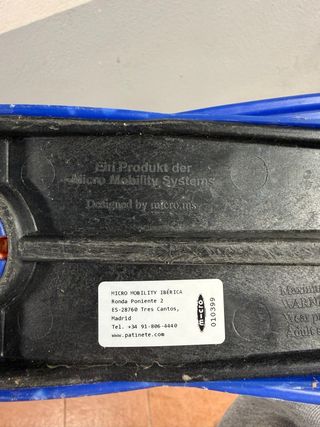 Ein Produkt der
Micro Mobility Systems
Designed by micro.ms
MICRO MOBILITY IBÉRICA
Ronda Poniente 2
ES-28760 Tres Cantos,
Madrid
Tel. +34 91-806-4440
www.patinete.com
010399